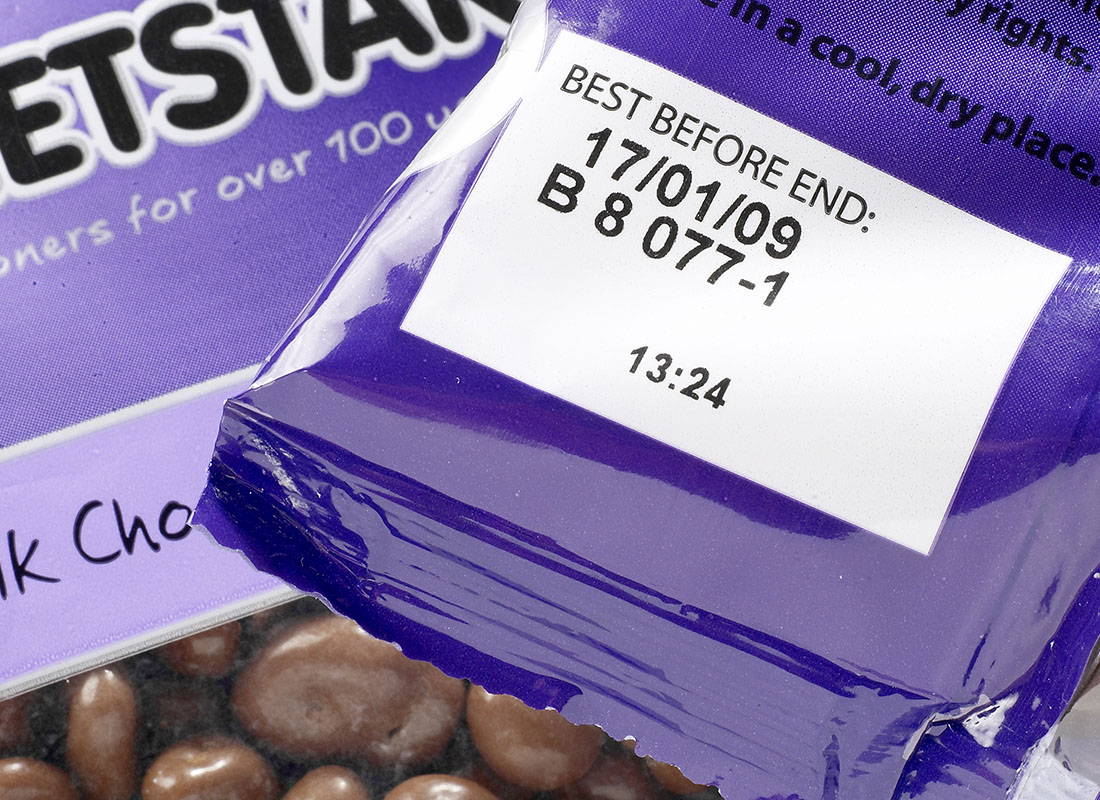 ETSTAN
oners for over 100 y
lk Cho
y rights.
e in a cool, dry place.
BEST BEFORE END:
17/01/09
B 8 077-1
13:24